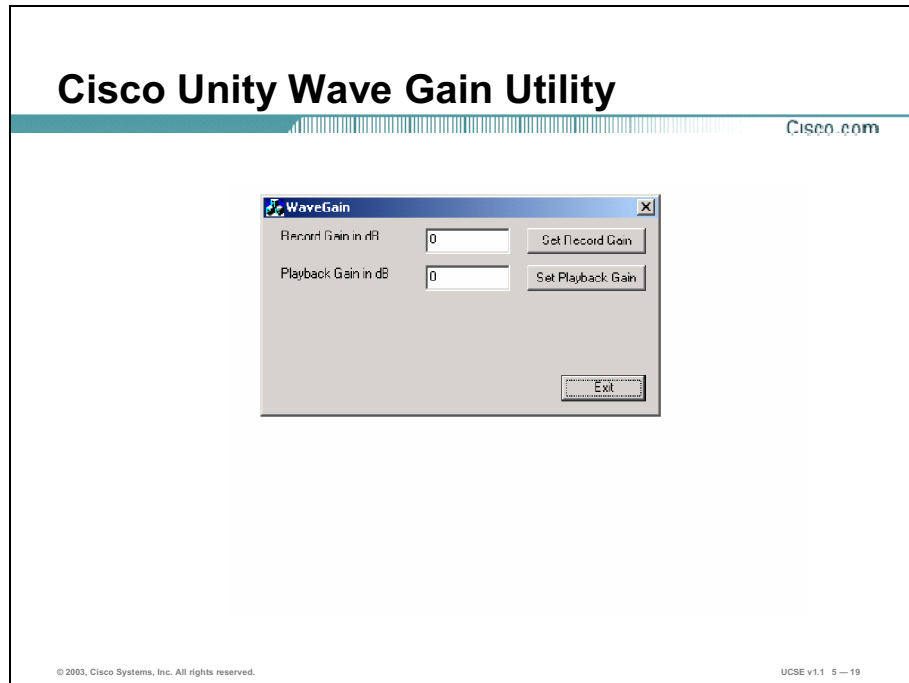 Cisco Unity Wave Gain Utility
Cisco.com
WaveGain
Record Gain in dB 0 Set Record Gain
Playback Gain in dB 0 Set Playback Gain
Exit
© 2003, Cisco Systems, Inc. All rights reserved. UCSE v1.1 5 — 19